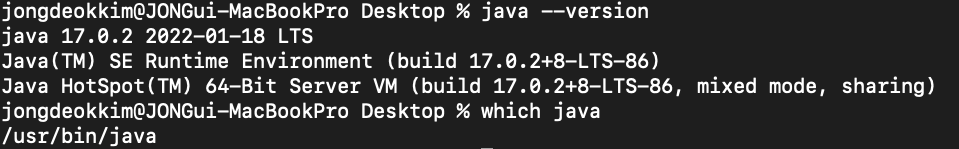 jongdeokkim@JONGui-MacBookPro Desktop % java --version
java 17.0.2 2022-01-18 LTS
Java(TM) SE Runtime Environment (build 17.0.2+8-LTS-86)
Java HotSpot(TM) 64-Bit Server VM (build 17.0.2+8-LTS-86, mixed mode, sharing)
jongdeokkim@JONGui-MacBookPro Desktop % which java
/usr/bin/java